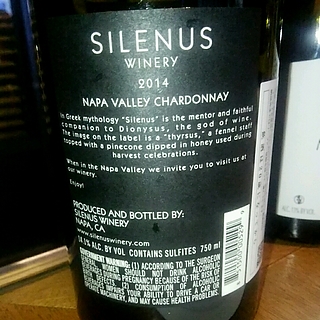 SILENUS
WINERY
2014
NAPA VALLEY CHARDONNAY
In Greek mythology "Silenus" is the mentor and faithful
companion to Dionysus, the god of wine.
The image on the label is a "thyrsus," a fennel staff
topped with a pinecone dipped in honey used during
harvest celebrations.
When in the Napa Valley we invite you to visit us at
our winery.
Enjoy!
PRODUCED AND BOTTLED BY:
SILENUS WINERY
NAPA, CA
www.silenuswinery.com
14.1% ALC. BY VOL CONTAINS SULFITES 750 ml
GOVERNMENT WARNING: (1) ACCORDING TO THE SURGEON
GENERAL, WOMEN SHOULD NOT DRINK ALCOHOLIC
BEVERAGES DURING PREGNANCY BECAUSE OF THE RISK OF
BIRTH DEFECTS. (2) CONSUMPTION OF ALCOHOLIC
BEVERAGES IMPAIRS YOUR ABILITY TO DRIVE A CAR OR
OPERATE MACHINERY, AND MAY CAUSE HEALTH PROBLEMS.